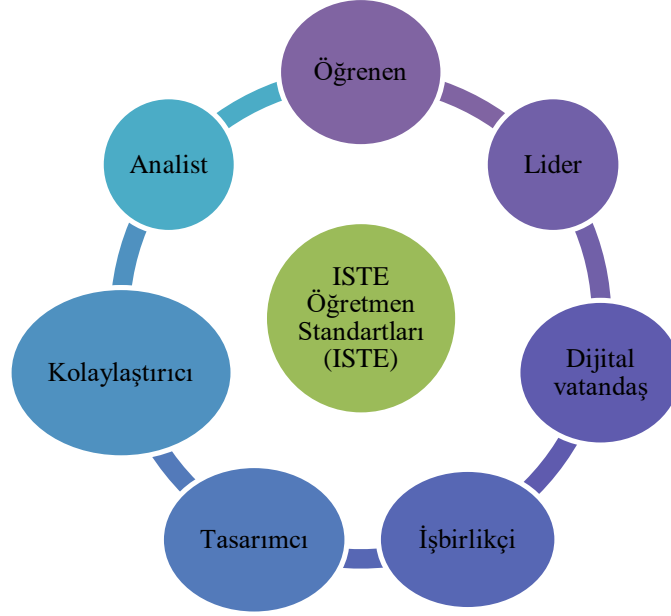 Öğrenen
Lider
Dijital
vatandaş
İşbirlikçi
Tasarımcı
Kolaylaştırıcı
Analist
ISTE
Öğretmen
Standartları
(ISTE)